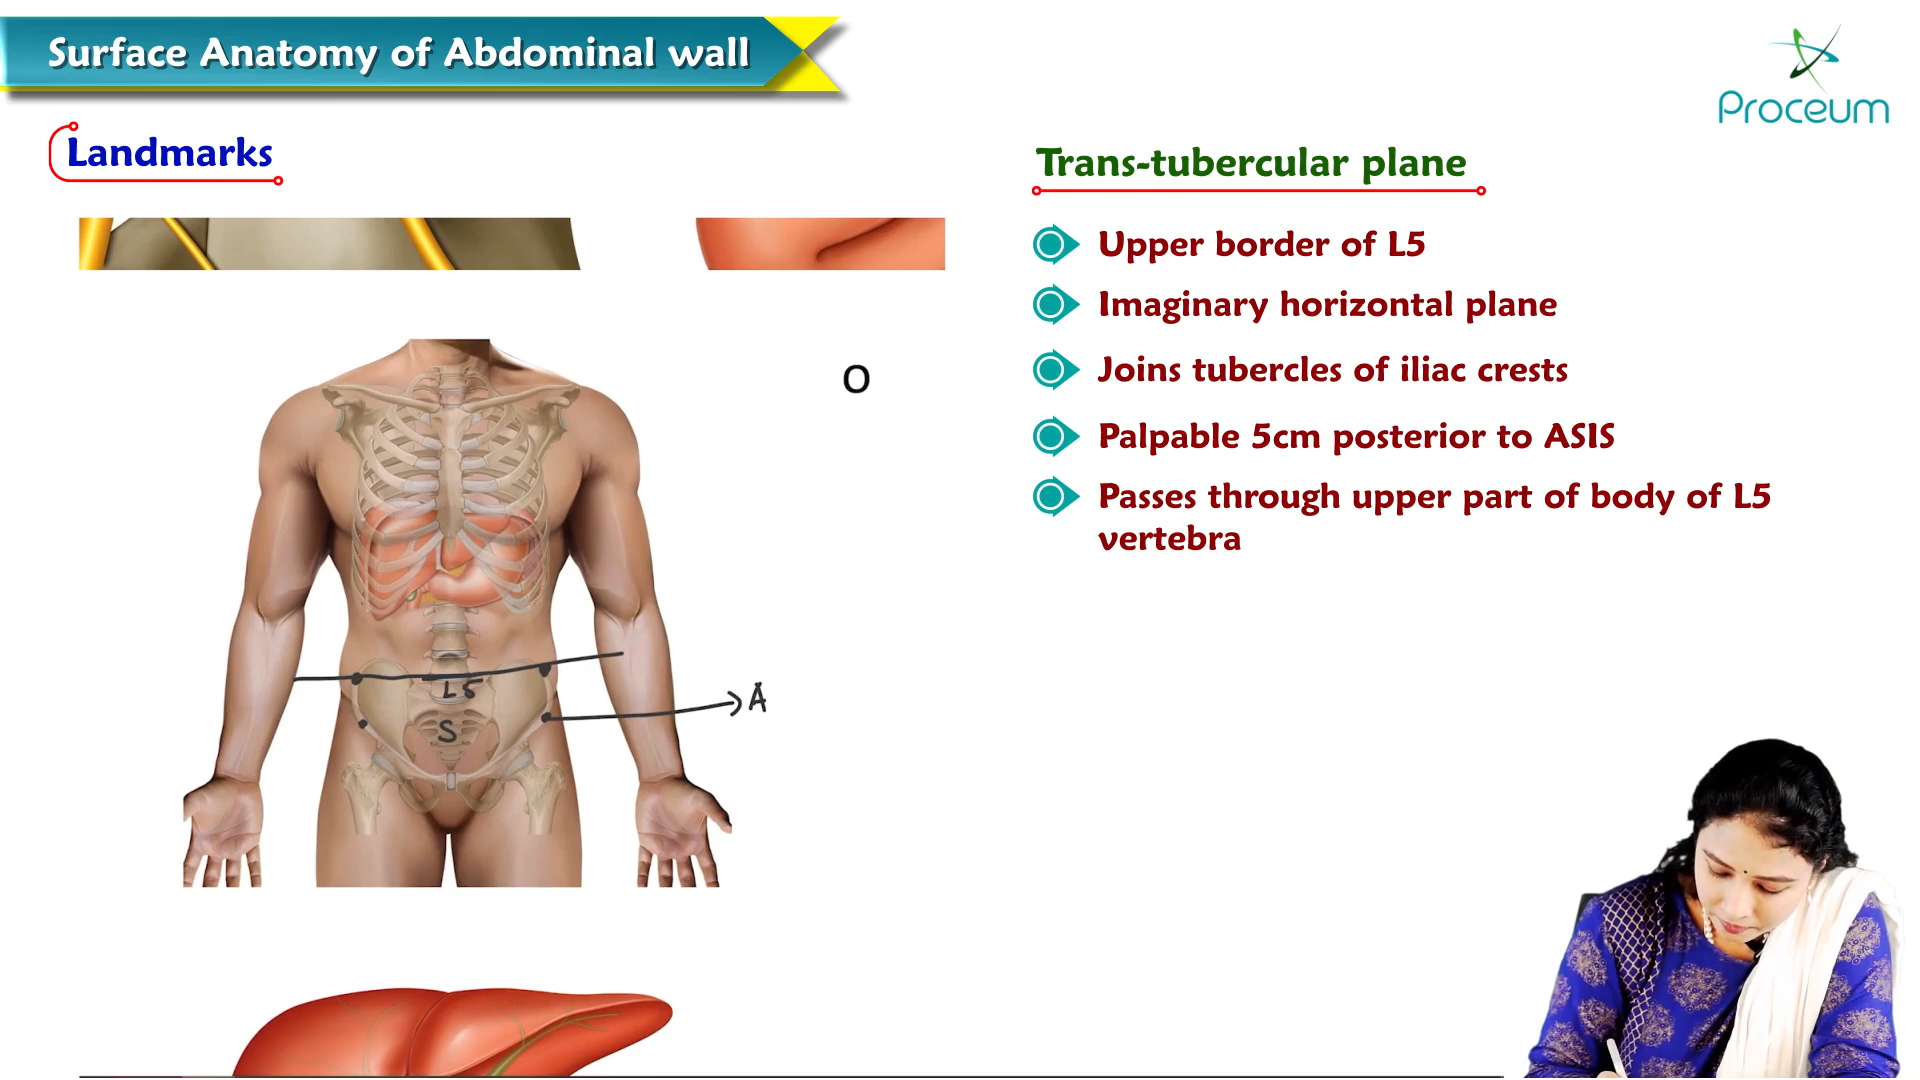 Surface Anatomy of Abdominal wall
Proceum
Landmarks
Trans-tubercular plane
Upper border of L5
Imaginary horizontal plane
Joins tubercles of iliac crests
Palpable 5cm posterior to ASIS
Passes through upper part of body of L5
vertebra
O
L5
S
A